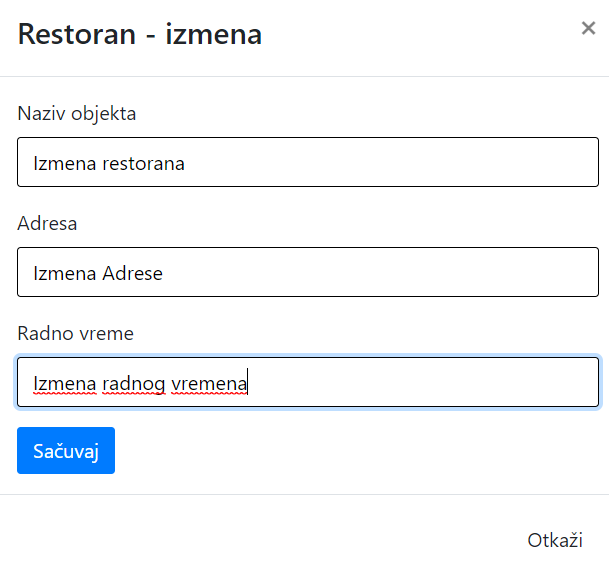 Restoran - izmena
×
Naziv objekta
Izmena restorana
Adresa
Izmena Adrese
Radno vreme
Izmena radnog vremena
Sačuvaj
Otkaži